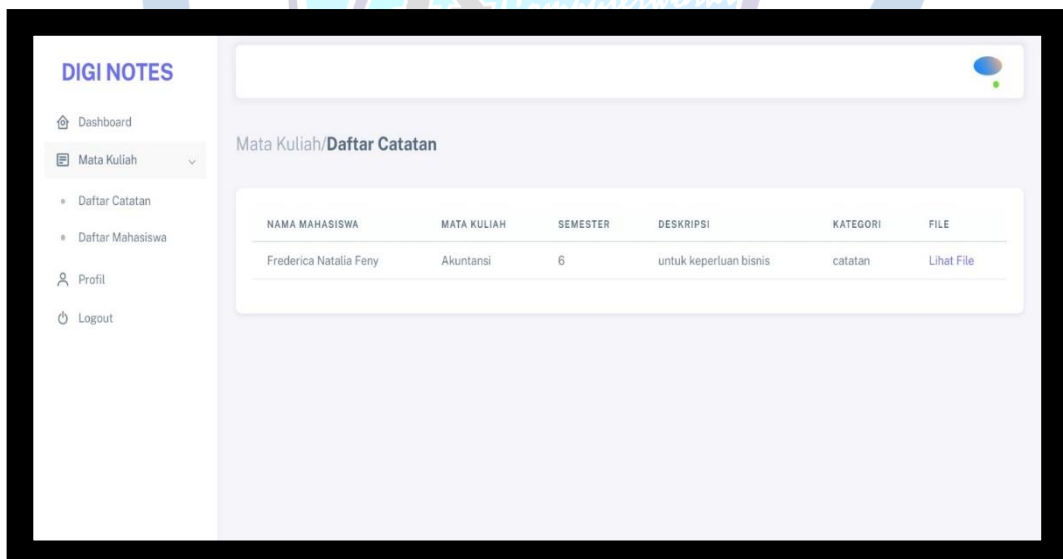 DIGI NOTES
Dashboard
Mata Kuliah
Daftar Catatan
Daftar Mahasiswa
Profil
Logout
Mata Kuliah/Daftar Catatan
NAMA MAHASISWA MATA KULIAH SEMESTER DESKRIPSI KATEGORI FILE
Frederica Natalia Feny Akuntansi 6 untuk keperluan bisnis catatan Lihat File